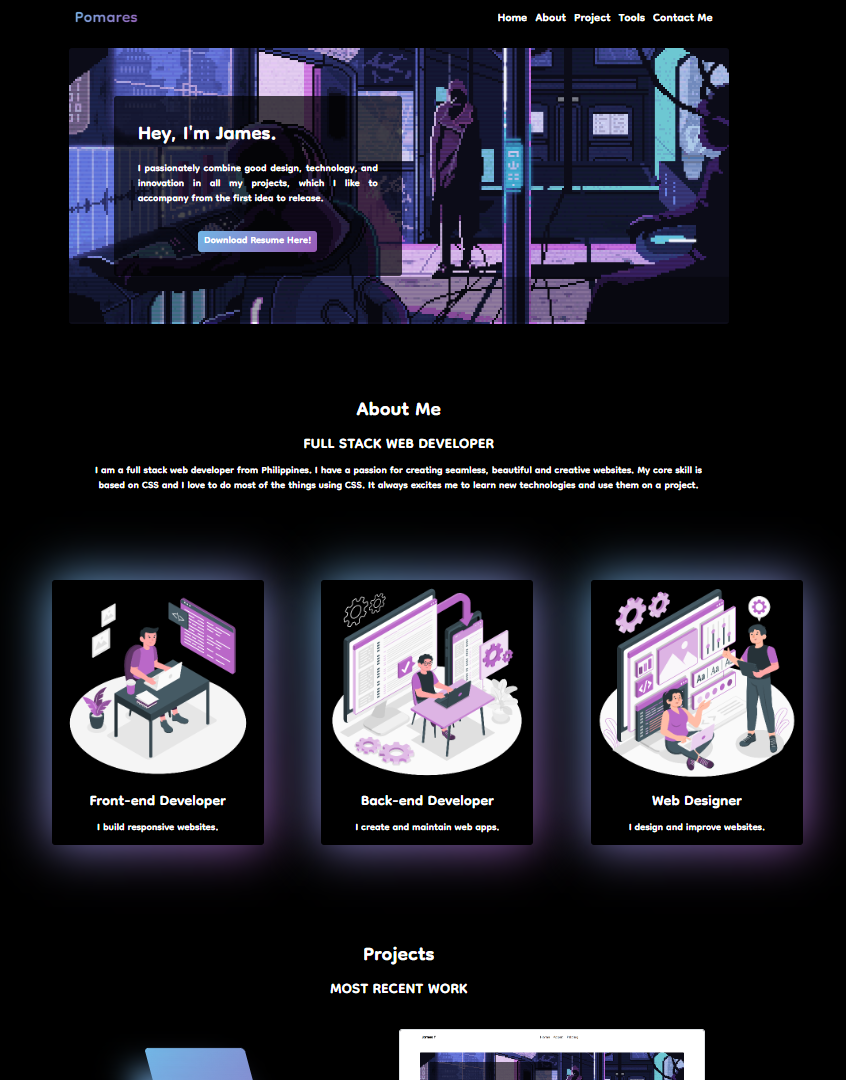 Pomares
Home About Project Tools Contact Me
Hey, I'm James.
I passionately combine good design, technology, and
innovation in all my projects, which I like to
accompany from the first idea to release.
Download Resume Here!
About Me
FULL STACK WEB DEVELOPER
I am a full stack web developer from Philippines. I have a passion for creating seamless, beautiful and creative websites. My core skill is
based on CSS and I love to do most of the things using CSS. It always excites me to learn new technologies and use them on a project.
Aa Aa A
Front-end Developer
Back-end Developer
Web Designer
I build responsive websites.
I create and maintain web apps.
I design and improve websites.
Projects
MOST RECENT WORK